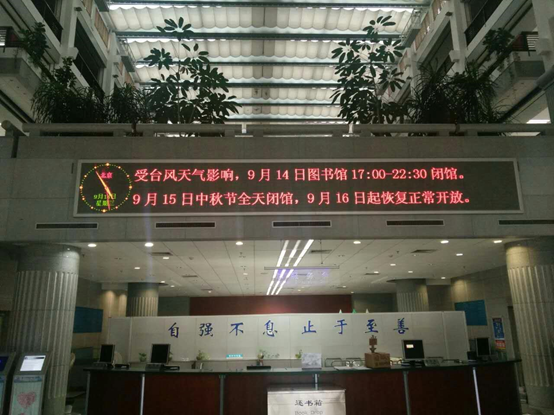 北京
受台风天气影响，9月14日图书馆17:00-22:30闭馆。
9月15日中秋节全天闭馆，9月16日起恢复正常开放。
自强不息 止于至善
还书箱